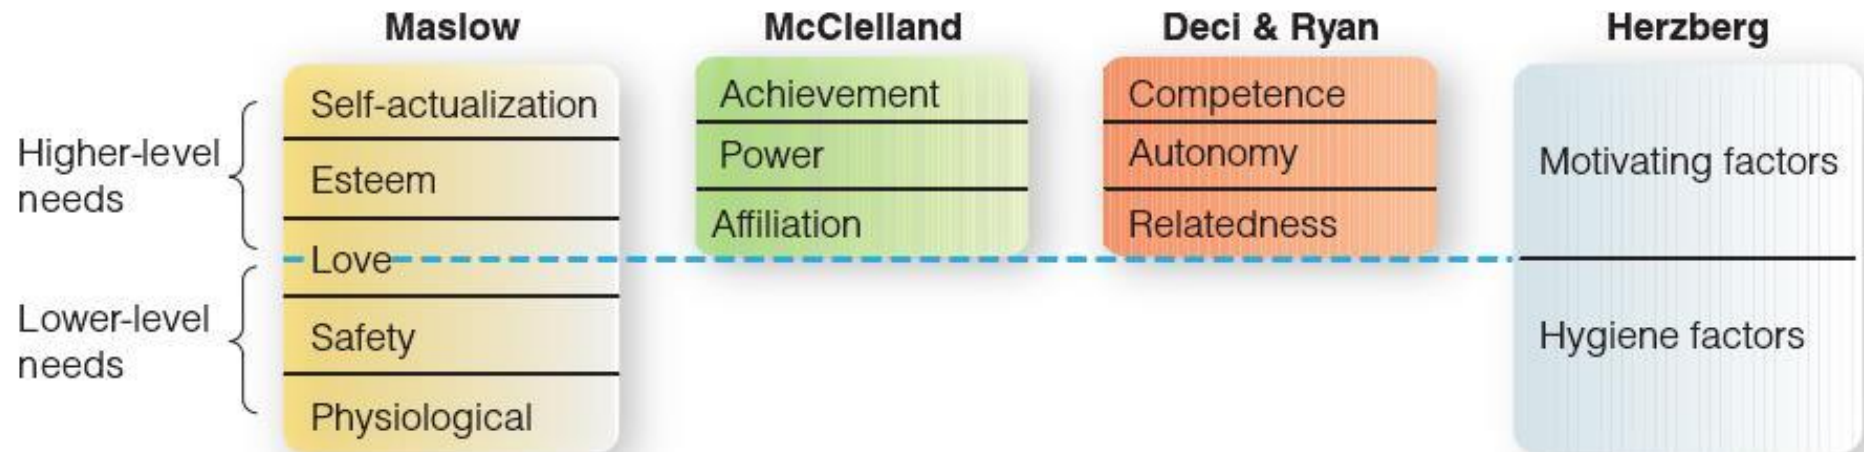 Maslow
McClelland
Deci & Ryan
Herzberg
Higher-level
needs
Lower-level
needs
Self-actualization
Esteem
Love
Safety
Physiological
Achievement
Power
Affiliation
Competence
Autonomy
Relatedness
Motivating factors
Hygiene factors